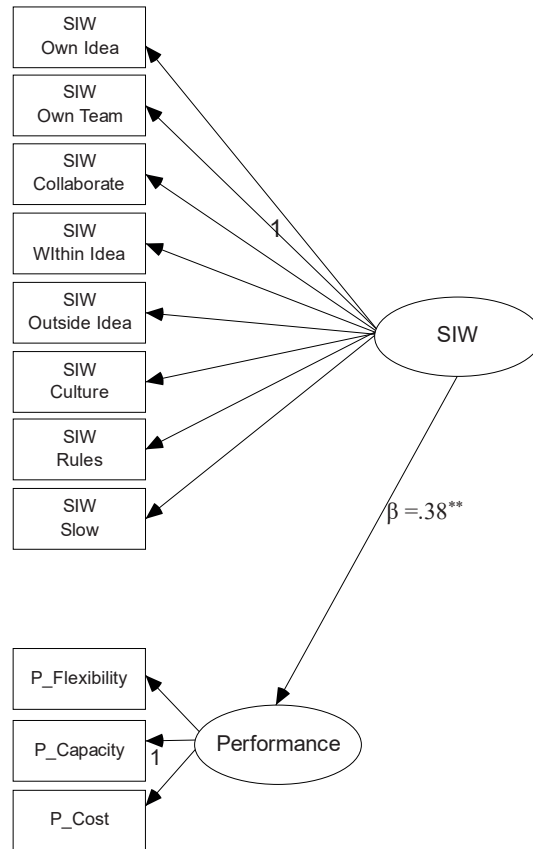 SIW
Own Idea
SIW
Own Team
SIW
Collaborate
SIW
WIthin Idea
SIW
Outside Idea
SIW
Culture
SIW
Rules
SIW
Slow
1
SIW
β =.38**
P_Flexibility
P_Capacity
1
P_Cost
Performance